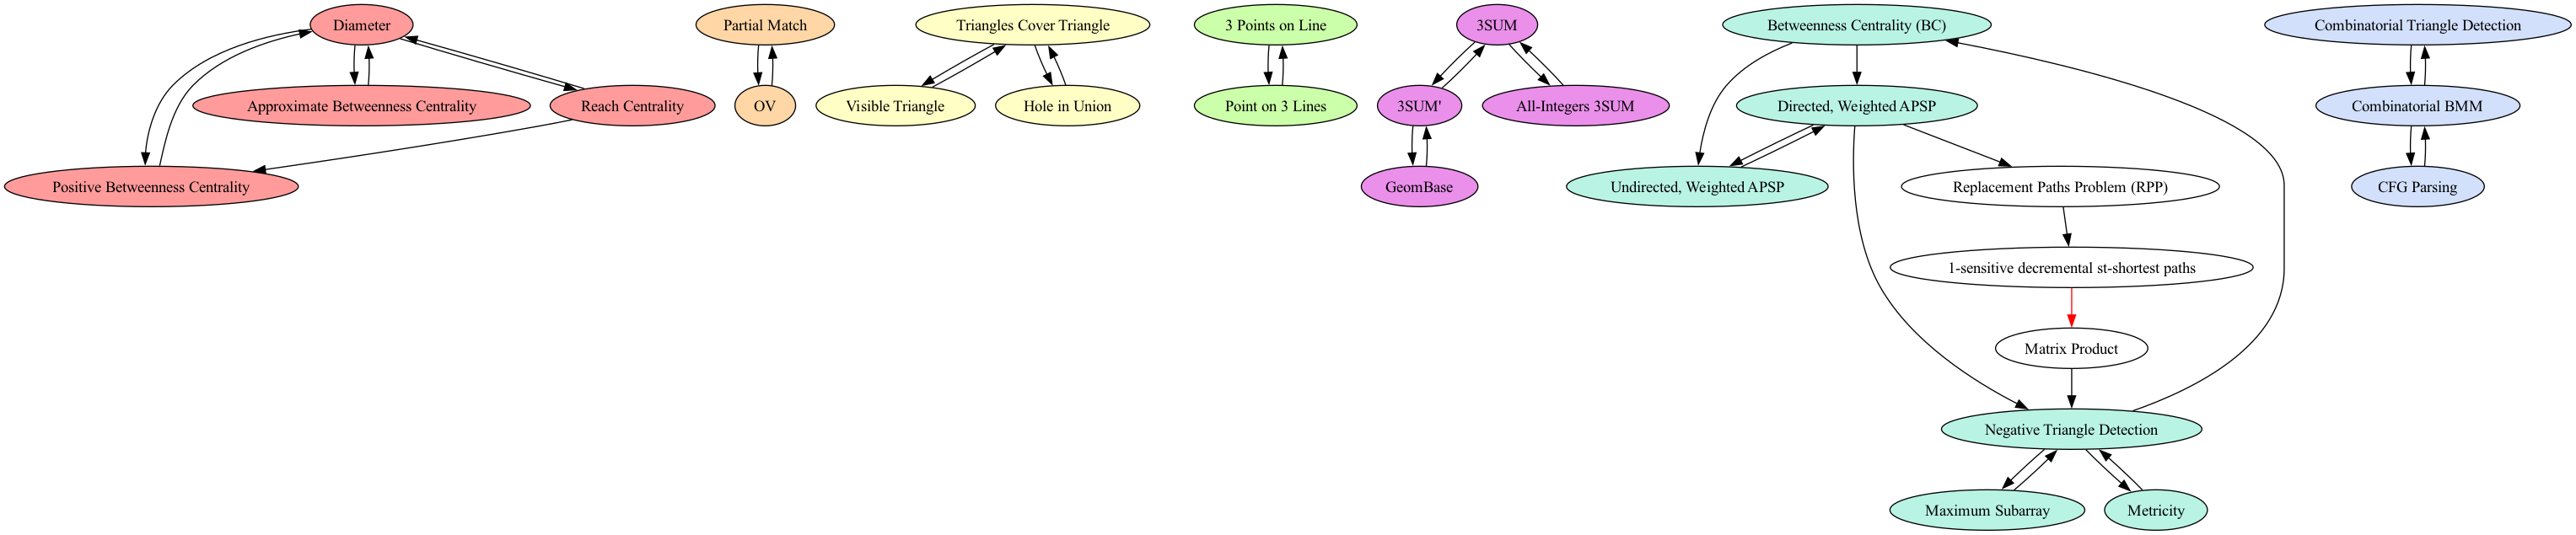 Diameter
Partial Match
Triangles Cover Triangle
3 Points on Line
3SUM
Betweenness Centrality (BC)
Combinatorial Triangle Detection
Approximate Betweenness Centrality
Reach Centrality
OV
Visible Triangle
Hole in Union
Point on 3 Lines
3SUM'
All-Integers 3SUM
Directed, Weighted APSP
Combinatorial BMM
Positive Betweenness Centrality
GeomBase
Undirected, Weighted APSP
Replacement Paths Problem (RPP)
CFG Parsing
1-sensitive decremental st-shortest paths
Matrix Product
Negative Triangle Detection
Maximum Subarray
Metricity